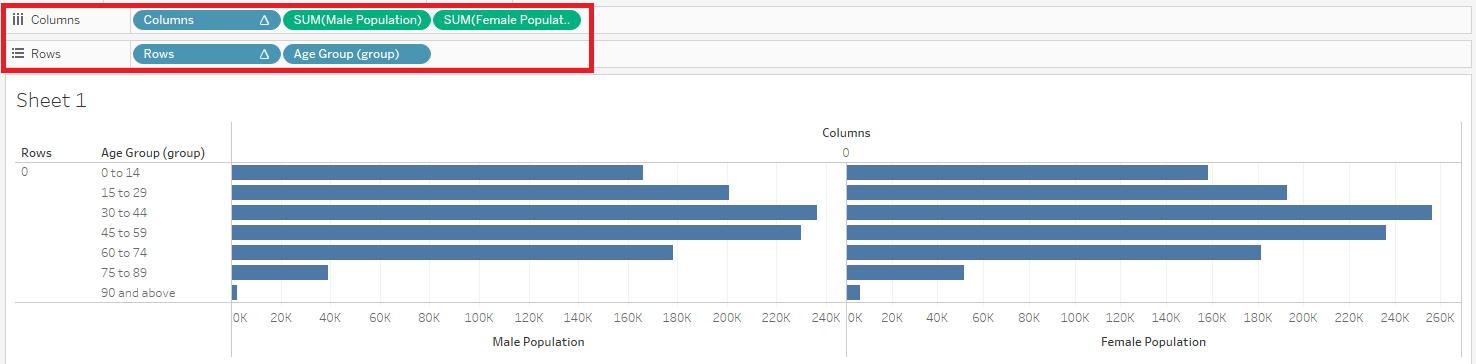 Columns Columns Δ SUM(Male Population) SUM(Female Populat..
Rows Rows Δ Age Group (group)
Sheet 1
Columns
Rows Age Group (group) 0
0 0 to 14
15 to 29
30 to 44
45 to 59
60 to 74
75 to 89
90 and above
0K 20K 40K 60K 80K 100K 120K 140K 160K 180K 200K 220K 240K 0K 20K 40K 60K 80K 100K 120K 140K 160K 180K 200K 220K 240K 260K
Male Population Female Population